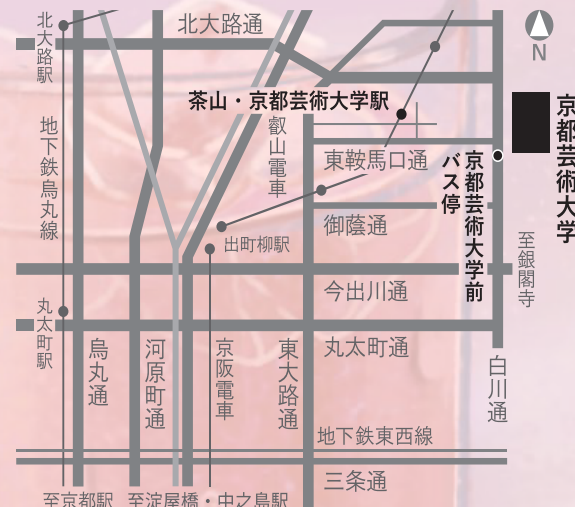 北大路駅
北大路通
N
茶山・京都芸術大学駅
京都芸術大学
地下鉄烏丸線
叡山電車
東鞍馬口通
京都芸術大学前
バス停
御蔭通
出町柳駅
至銀閣寺
今出川通
丸太町駅
烏丸通
河原町通
京阪電車
東大路通
丸太町通
白川通
地下鉄東西線
三条通
至京都駅
至淀屋橋・中之島駅